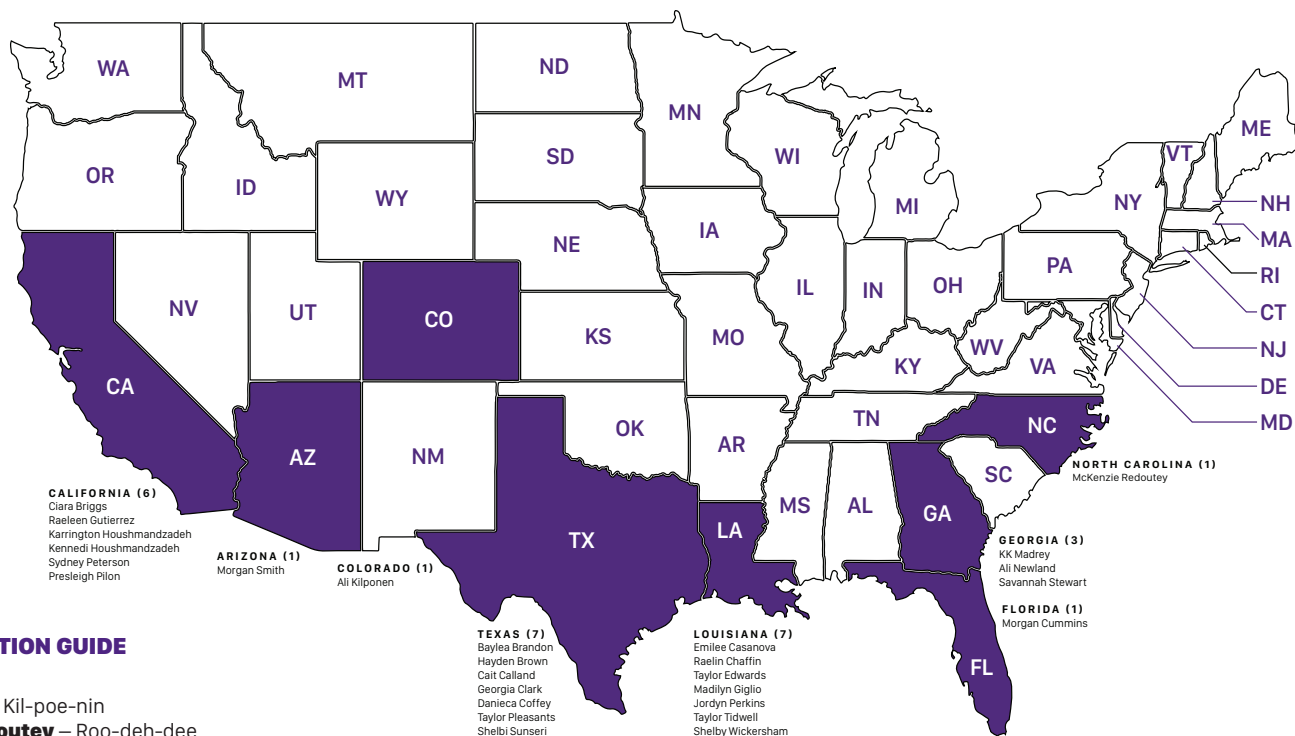 WA
MT
ND
MN
OR
ID
WY
SD
WI
MI
NY
VT
ME
NH
MA
RI
CT
NJ
DE
MD
NE
IA
NV
UT
CO
KS
MO
IL
IN
OH
PA
WV
VA
KY
CA
AZ
NM
OK
AR
TN
NC
SC
TX
LA
MS
AL
GA
FL
CALIFORNIA (6)
Ciara Briggs
Raeleen Gutierrez
Karrington Houshmandzadeh
Kennedi Houshmandzadeh
Sydney Peterson
Presleigh Pilon
ARIZONA (1)
Morgan Smith
COLORADO (1)
Ali Kilponen
NORTH CAROLINA (1)
McKenzie Redoutey
GEORGIA (3)
KK Madrey
Ali Newland
Savannah Stewart
FLORIDA (1)
Morgan Cummins
TEXAS (7)
Baylea Brandon
Hayden Brown
Cait Calland
Georgia Clark
Danieca Coffey
Taylor Pleasants
Shelbi Sunseri
LOUISIANA (7)
Emilee Casanova
Raelin Chaffin
Taylor Edwards
Madilyn Giglio
Jordyn Perkins
Taylor Tidwell
Shelby Wickersham
TION GUIDE
Kil-poe-nin
outey – Roo-deh-dee